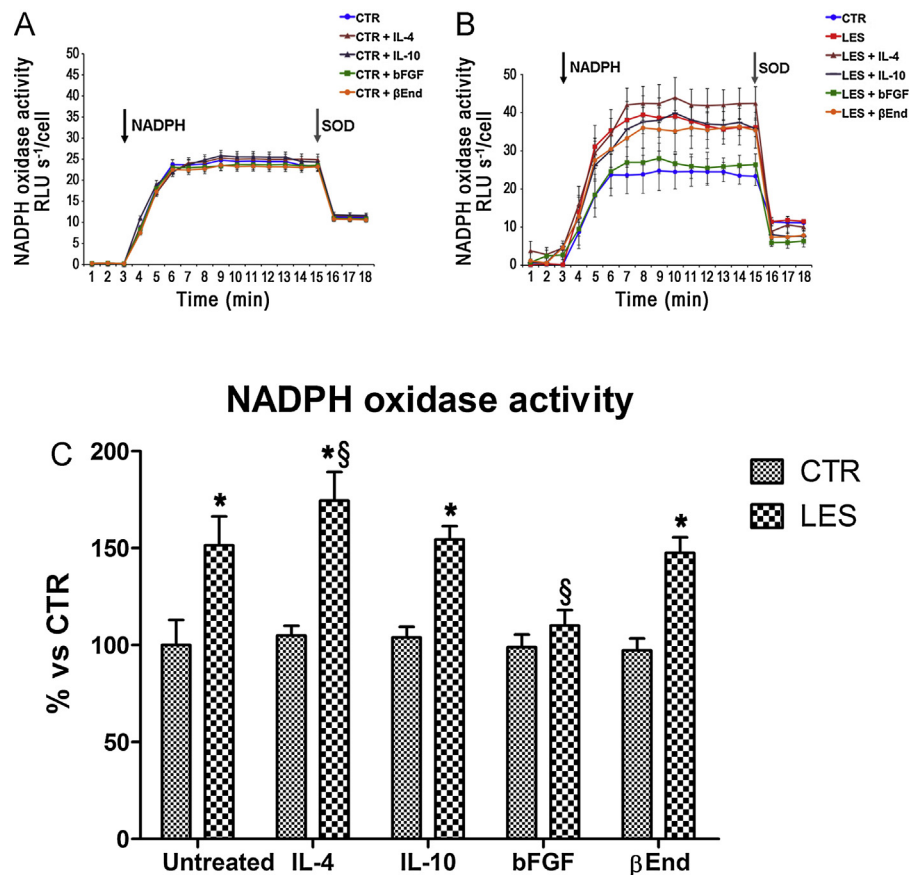 A
CTR
CTR + IL-4
CTR + IL-10
CTR + bFGF
CTR + βEnd
NADPH oxidase activity
RLU s⁻¹/cell
50
45
40
35
30
25
20
15
10
5
0
NADPH
SOD
1 2 3 4 5 6 7 8 9 10 11 12 13 14 15 16 17 18
Time (min)
B
CTR
LES
LES + IL-4
LES + IL-10
LES + bFGF
LES + βEnd
NADPH oxidase activity
RLU s⁻¹/cell
50
40
30
20
10
0
NADPH
SOD
1 2 3 4 5 6 7 8 9 10 11 12 13 14 15 16 17 18
Time (min)
NADPH oxidase activity
C
% vs CTR
200
150
100
50
0
*
*§
*
§
*
CTR
LES
Untreated IL-4 IL-10 bFGF βEnd